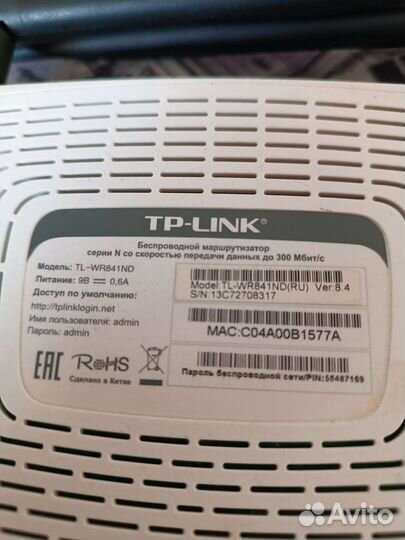 TP-LINK®
Беспроводной маршрутизатор
серии N со скоростью передачи данных до 300 Мбит/с
Модель: TL-WR841ND
Питание: 9В ⎓ 0,6А
Доступ по умолчанию:
http://tplinklogin.net
Имя пользователя: admin
Пароль: admin
EAC RoHS
Сделано в Китае
Model:TL-WR841ND(RU) Ver:8.4
S/N:13C72708317
MAC:C04A00B1577A
Пароль беспроводной сети/PIN:55487169
Avito